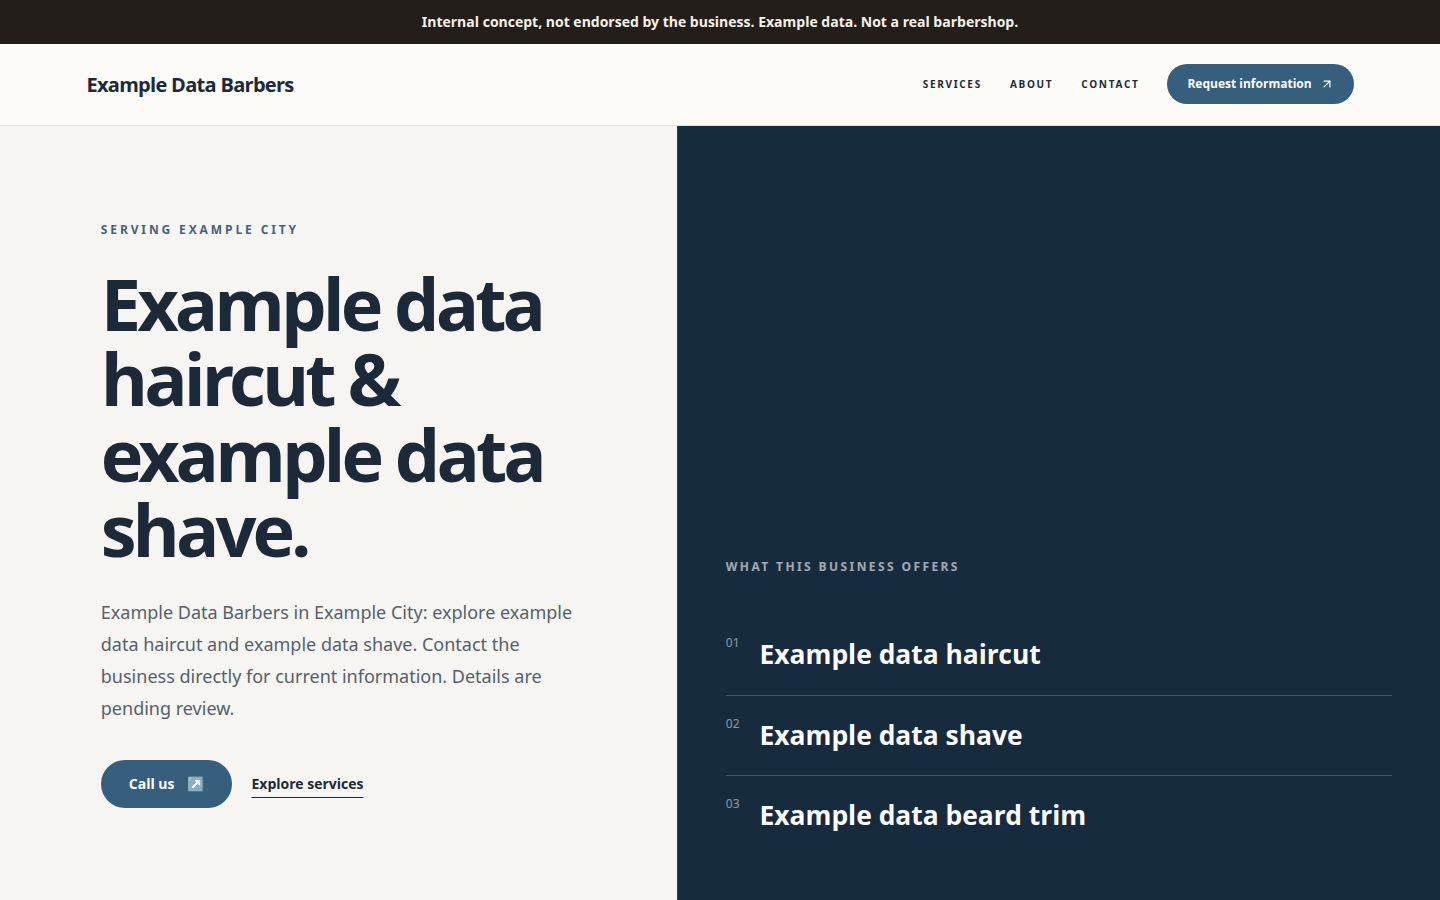 Internal concept, not endorsed by the business. Example data. Not a real barbershop.
Example Data Barbers
SERVICES
ABOUT
CONTACT
Request information
SERVING EXAMPLE CITY
Example data
haircut &
example data
shave.
Example Data Barbers in Example City: explore example
data haircut and example data shave. Contact the
business directly for current information. Details are
pending review.
Call us
Explore services
WHAT THIS BUSINESS OFFERS
01
Example data haircut
02
Example data shave
03
Example data beard trim